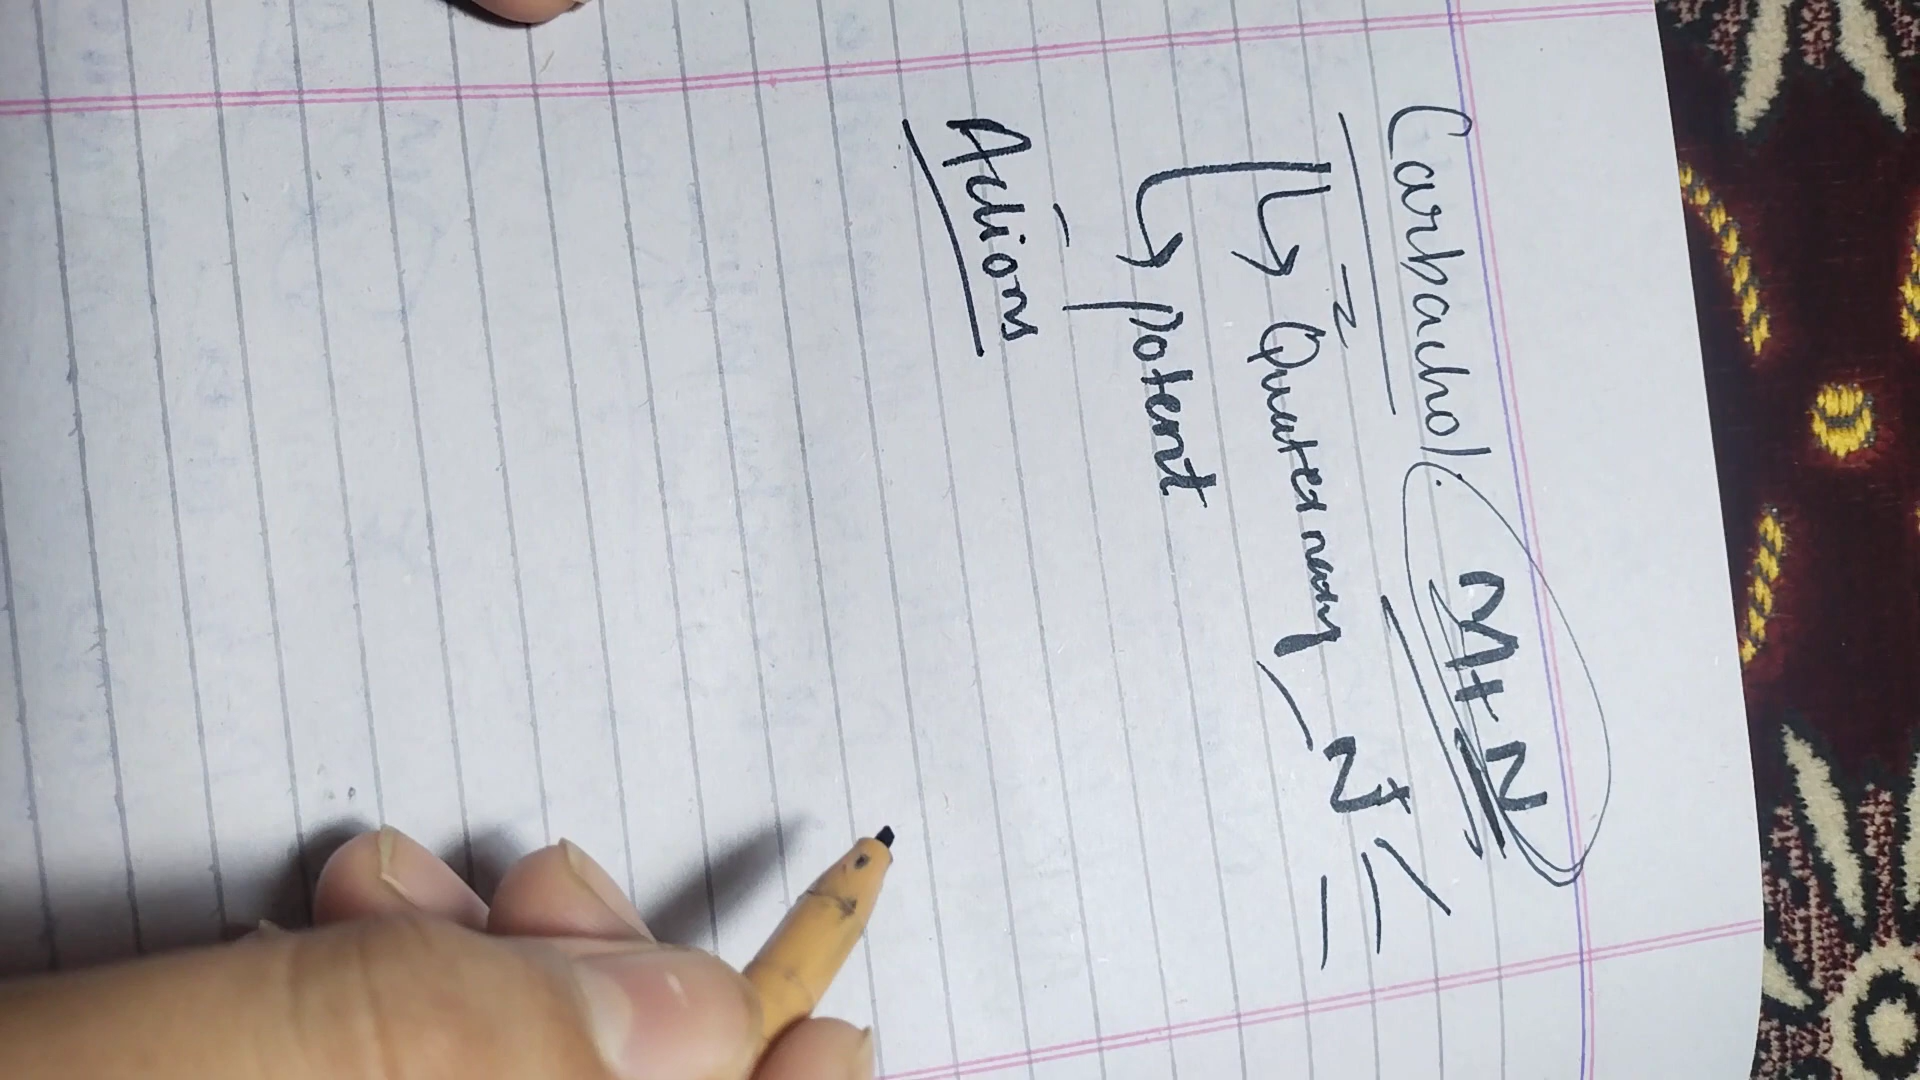 Carbachol. M+N
↳ Quaternary N+
↳ potent
Actions